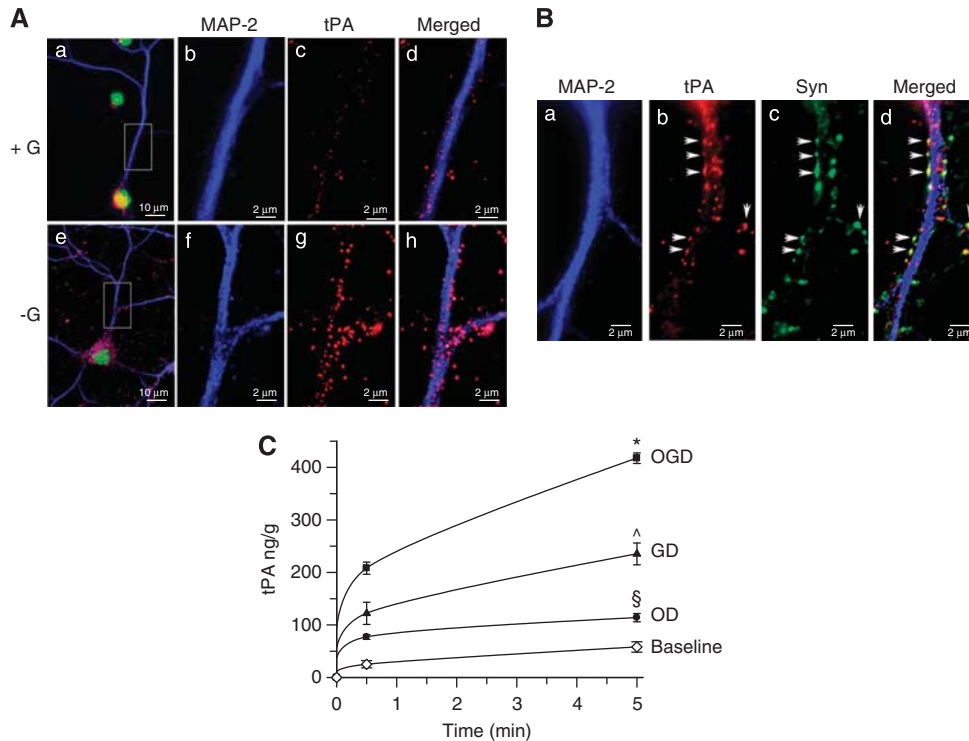 A
MAP-2 tPA Merged
+ G
a b c d
10 µm 2 µm 2 µm 2 µm
-G
e f g h
10 µm 2 µm 2 µm 2 µm
B
MAP-2 tPA Syn Merged
a b c d
2 µm 2 µm 2 µm 2 µm
C
tPA ng/g
400
300
200
100
0
* OGD
^ GD
§ OD
Baseline
0 1 2 3 4 5
Time (min)